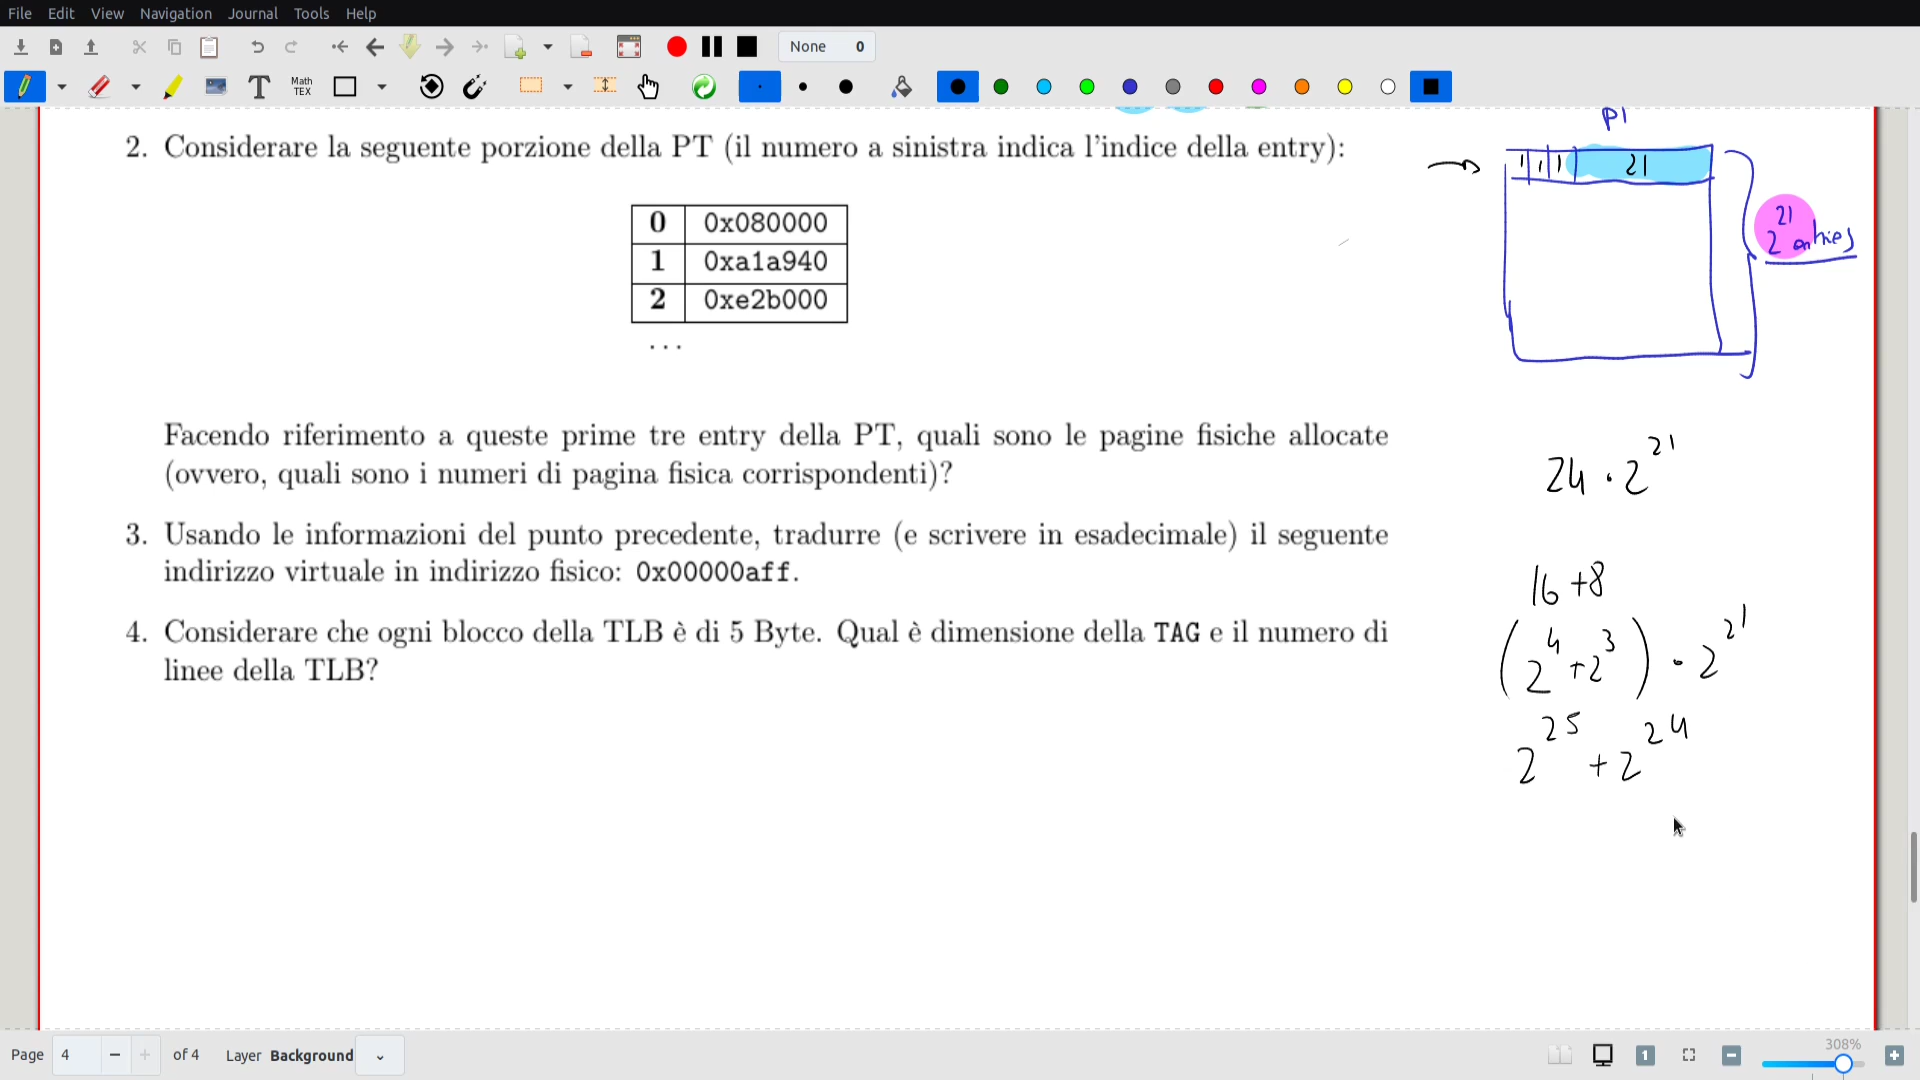 File Edit View Navigation Journal Tools Help
None 0
T Math TEX
P1
2. Considerare la seguente porzione della PT (il numero a sinistra indica l'indice della entry):
1 1 1 21
0 0x080000
1 0xa1a940
2 0xe2b000
...
2^21 entries
Facendo riferimento a queste prime tre entry della PT, quali sono le pagine fisiche allocate
(ovvero, quali sono i numeri di pagina fisica corrispondenti)?
24 · 2^21
3. Usando le informazioni del punto precedente, tradurre (e scrivere in esadecimale) il seguente
indirizzo virtuale in indirizzo fisico: 0x00000aff.
16 + 8
4. Considerare che ogni blocco della TLB è di 5 Byte. Qual è dimensione della TAG e il numero di
linee della TLB?
(2^4 + 2^3) · 2^21
2^25 + 2^24
Page 4 of 4 Layer Background 1 308%